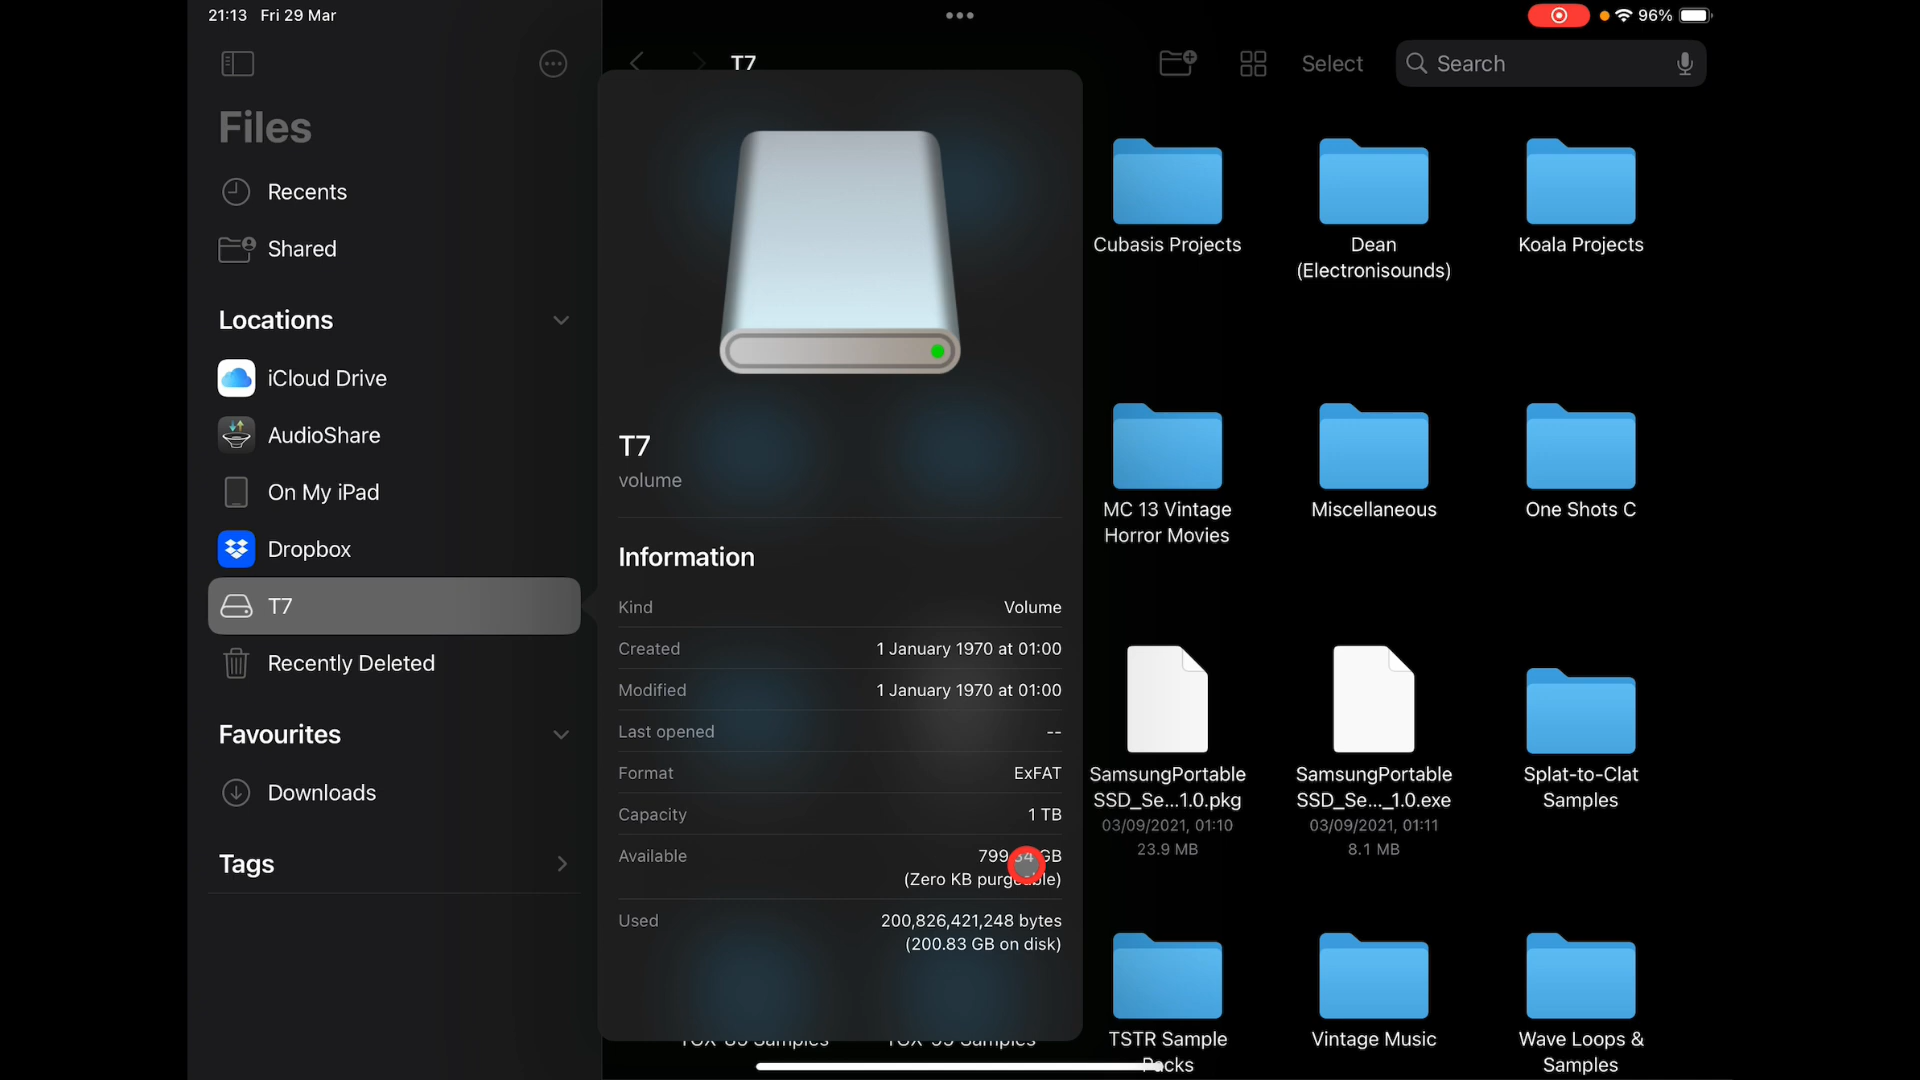 21:13 Fri 29 Mar
96%
Files
Recents
Shared
Locations
iCloud Drive
AudioShare
On My iPad
Dropbox
T7
Recently Deleted
Favourites
Downloads
Tags
T7
Select
Search
T7
volume
Information
Kind Volume
Created 1 January 1970 at 01:00
Modified 1 January 1970 at 01:00
Last opened --
Format ExFAT
Capacity 1 TB
Available GB
(Zero KB purgeable)
Used 200,826,421,248 bytes
(200.83 GB on disk)
Cubasis Projects
Dean
(Electronisounds)
Koala Projects
MC 13 Vintage
Horror Movies
Miscellaneous
One Shots C
SamsungPortable
SSD_Se...1.0.pkg
03/09/2021, 01:10
23.9 MB
SamsungPortable
SSD_Se..._1.0.exe
03/09/2021, 01:11
8.1 MB
Splat-to-Clat
Samples
Samples
Samples
TSTR Sample
Packs
Vintage Music
Wave Loops &
Samples